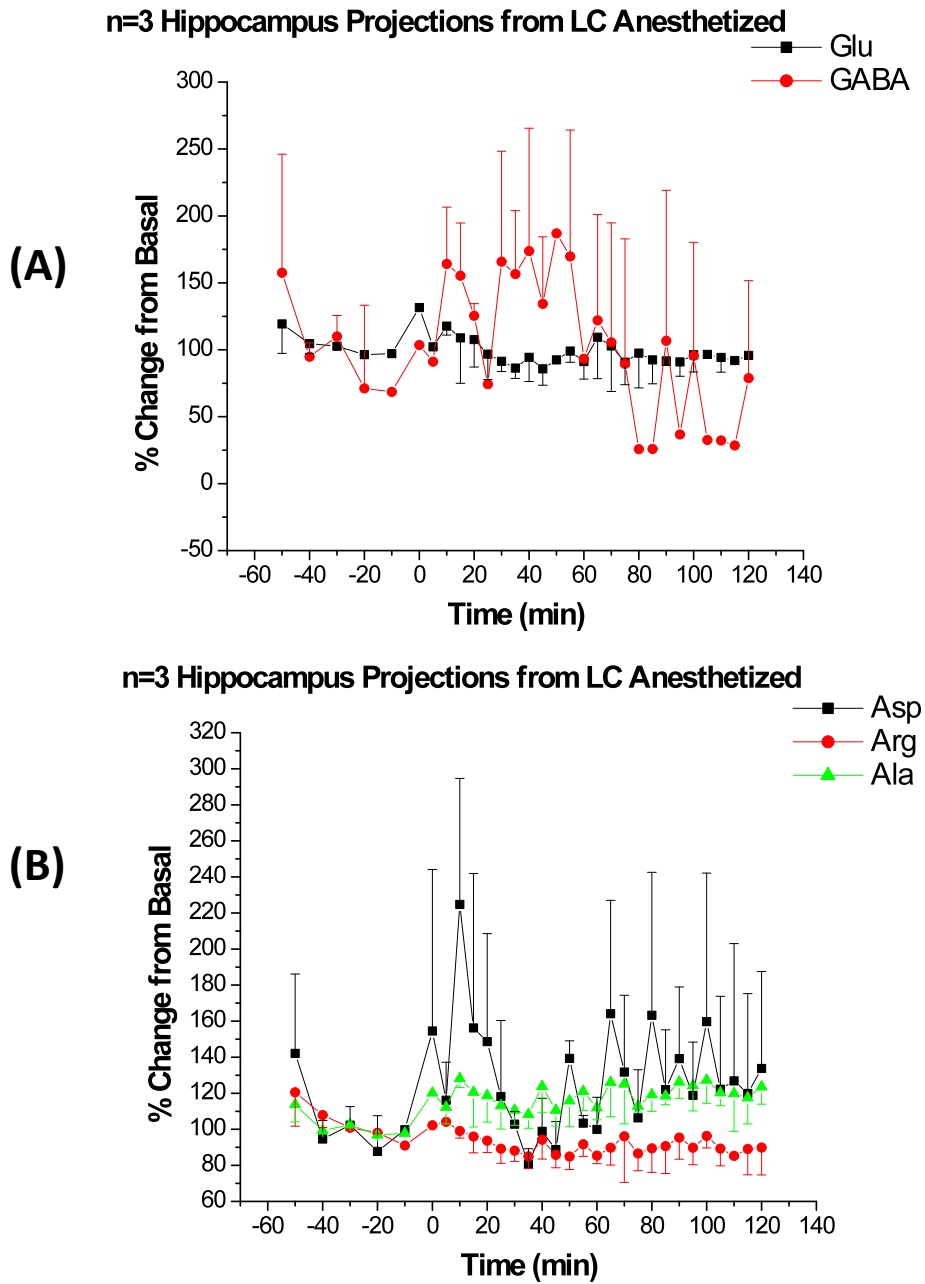 n=3 Hippocampus Projections from LC Anesthetized
Glu
GABA
(A)
% Change from Basal
300
250
200
150
100
50
0
-50
-60 -40 -20 0 20 40 60 80 100 120 140
Time (min)
n=3 Hippocampus Projections from LC Anesthetized
Asp
Arg
Ala
(B)
% Change from Basal
320
300
280
260
240
220
200
180
160
140
120
100
80
60
-60 -40 -20 0 20 40 60 80 100 120 140
Time (min)